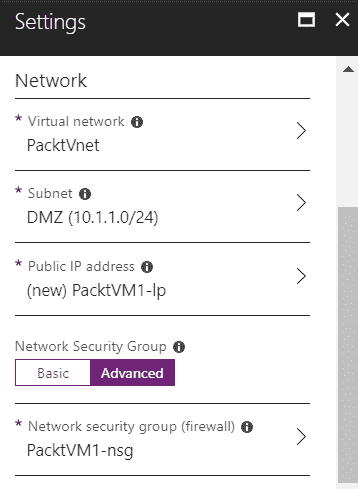 Settings
Network
* Virtual network
PacktVnet
* Subnet
DMZ (10.1.1.0/24)
* Public IP address
(new) PacktVM1-Ip
Network Security Group
Basic Advanced
* Network security group (firewall)
PacktVM1-nsg